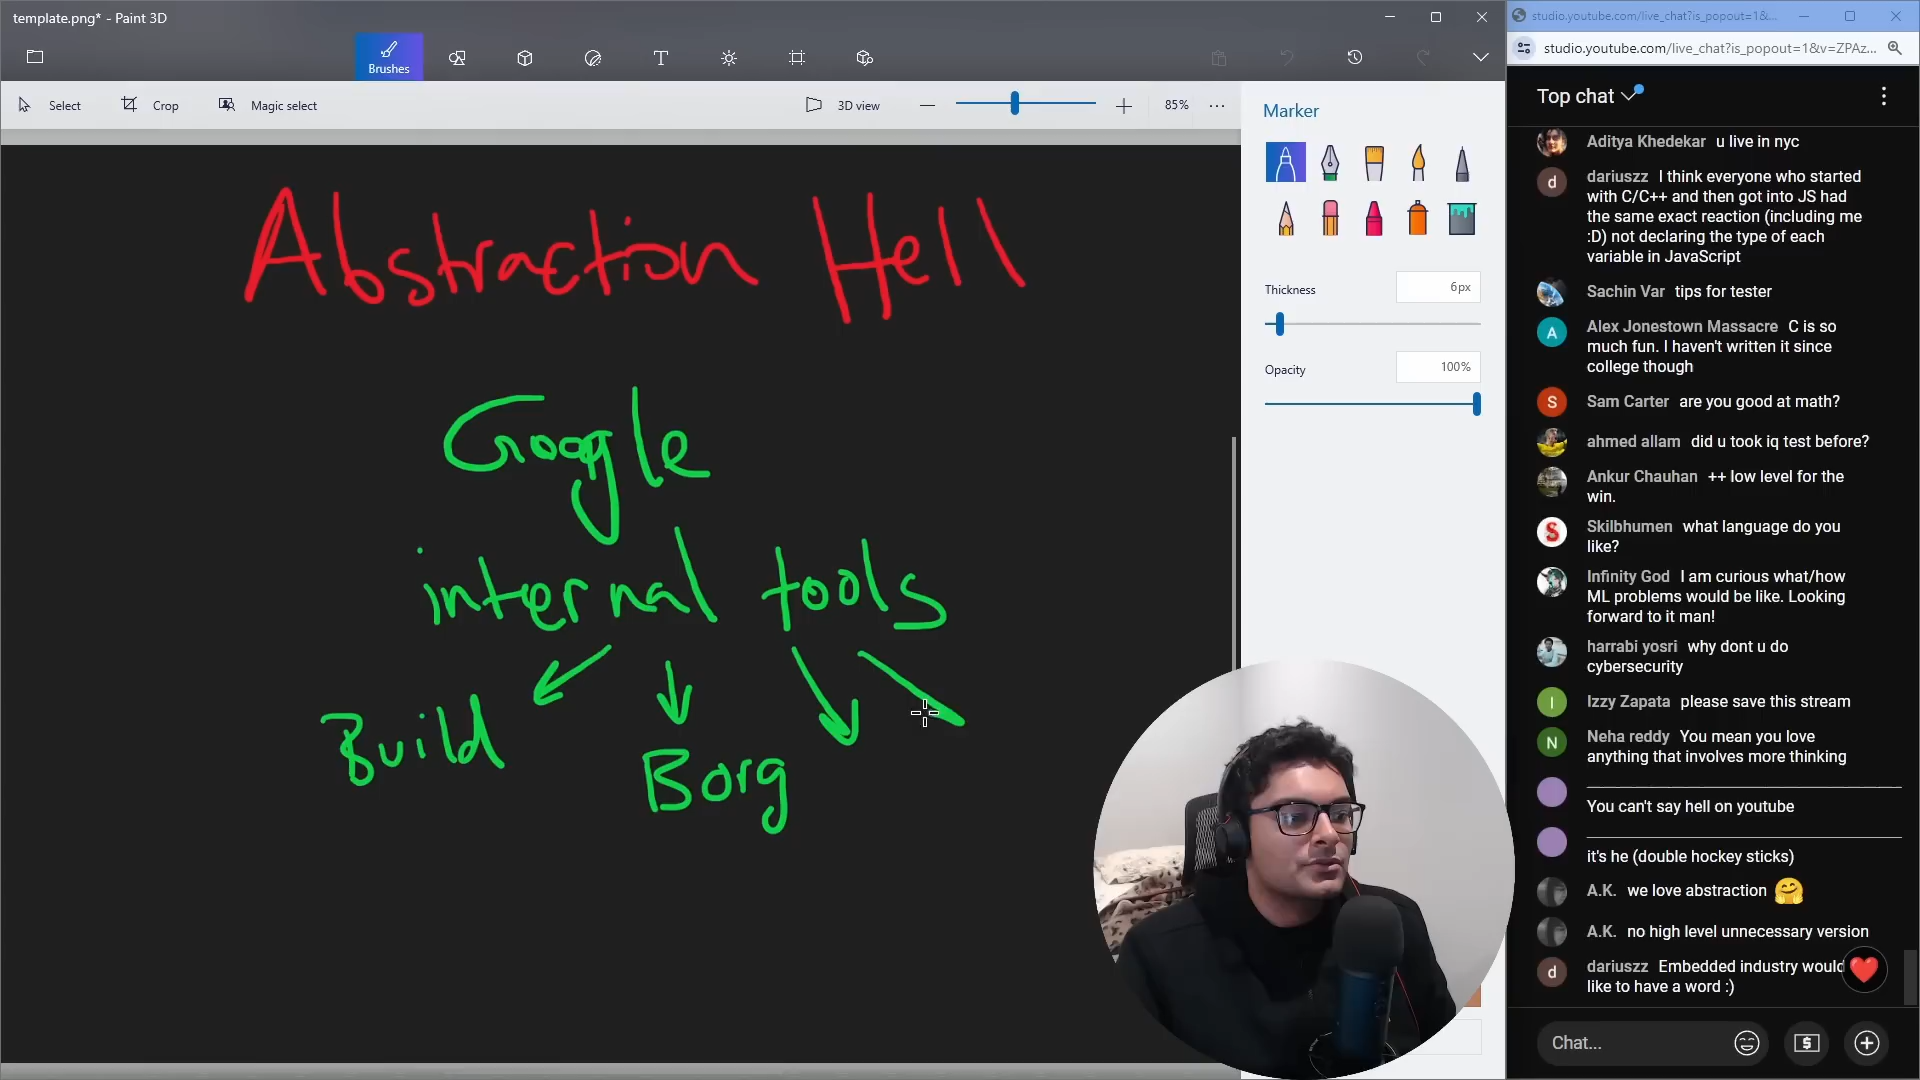 template.png* - Paint 3D
Brushes
Select
Crop
Magic select
3D view
85%
Abstraction Hell
Google
internal tools
Build
Borg
Marker
Thickness
6px
Opacity
100%
studio.youtube.com/live_chat?is_popout=1&...
studio.youtube.com/live_chat?is_popout=1&v=ZPAz...
Top chat
Aditya Khedekar u live in nyc
d
dariuszz I think everyone who started
with C/C++ and then got into JS had
the same exact reaction (including me
:D) not declaring the type of each
variable in JavaScript
Sachin Var tips for tester
A
Alex Jonestown Massacre C is so
much fun. I haven't written it since
college though
S
Sam Carter are you good at math?
ahmed allam did u took iq test before?
Ankur Chauhan ++ low level for the
win.
S
Skilbhumen what language do you
like?
Infinity God I am curious what/how
ML problems would be like. Looking
forward to it man!
harrabi yosri why dont u do
cybersecurity
I
Izzy Zapata please save this stream
N
Neha reddy You mean you love
anything that involves more thinking
You can't say hell on youtube
it's he (double hockey sticks)
A.K. we love abstraction 🤗
A.K. no high level unnecessary version
d
dariuszz Embedded industry would
like to have a word :)
Chat...